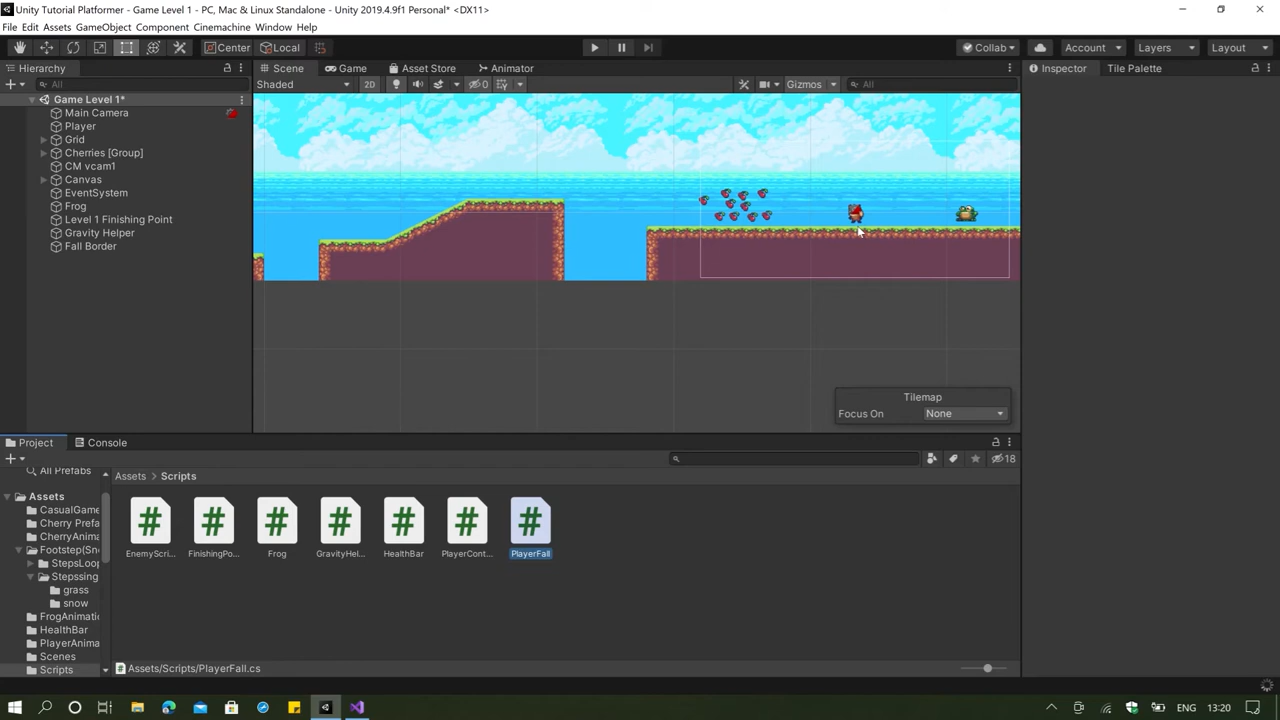 Unity Tutorial Platformer - Game Level 1 - PC, Mac & Linux Standalone - Unity 2019.4.9f1 Personal* <DX11>
File Edit Assets GameObject Component Cinemachine Window Help
Center Local Collab Account Layers Layout
Hierarchy Scene Game Asset Store Animator Inspector Tile Palette
All Shaded 2D 0 Gizmos All
Game Level 1*
Main Camera
Player
Grid
Cherries [Group]
CM vcam1
Canvas
EventSystem
Frog
Level 1 Finishing Point
Gravity Helper
Fall Border
Tilemap
Focus On None
Project Console
18
All Prefabs
Assets > Scripts
Assets
CasualGame
Cherry Prefa
CherryAnima
Footstep(Sno
StepsLoop
Stepssing
grass
snow
FrogAnimatio
HealthBar
PlayerAnima
Scenes
Scripts
# # # # # # #
EnemyScri... FinishingPo... Frog GravityHel... HealthBar PlayerCont... PlayerFall
Assets/Scripts/PlayerFall.cs
ENG 13:20